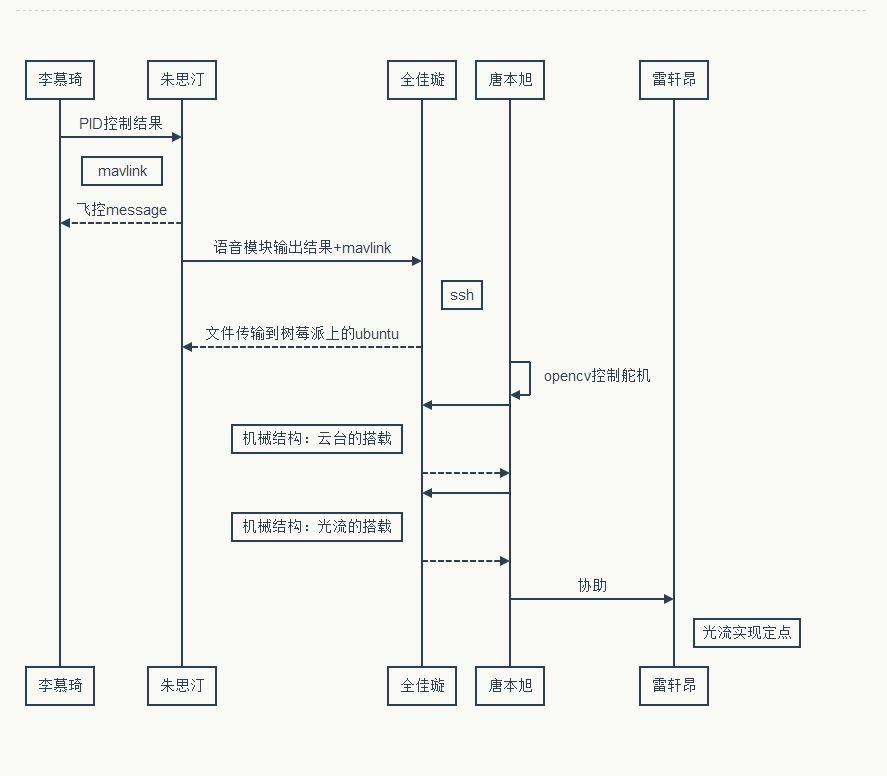 李慕琦
朱思汀
全佳璇
唐本旭
雷轩昂
PID控制结果
mavlink
飞控message
语音模块输出结果+mavlink
ssh
文件传输到树莓派上的ubuntu
opencv控制舵机
机械结构：云台的搭载
机械结构：光流的搭载
协助
光流实现定点
李慕琦
朱思汀
全佳璇
唐本旭
雷轩昂